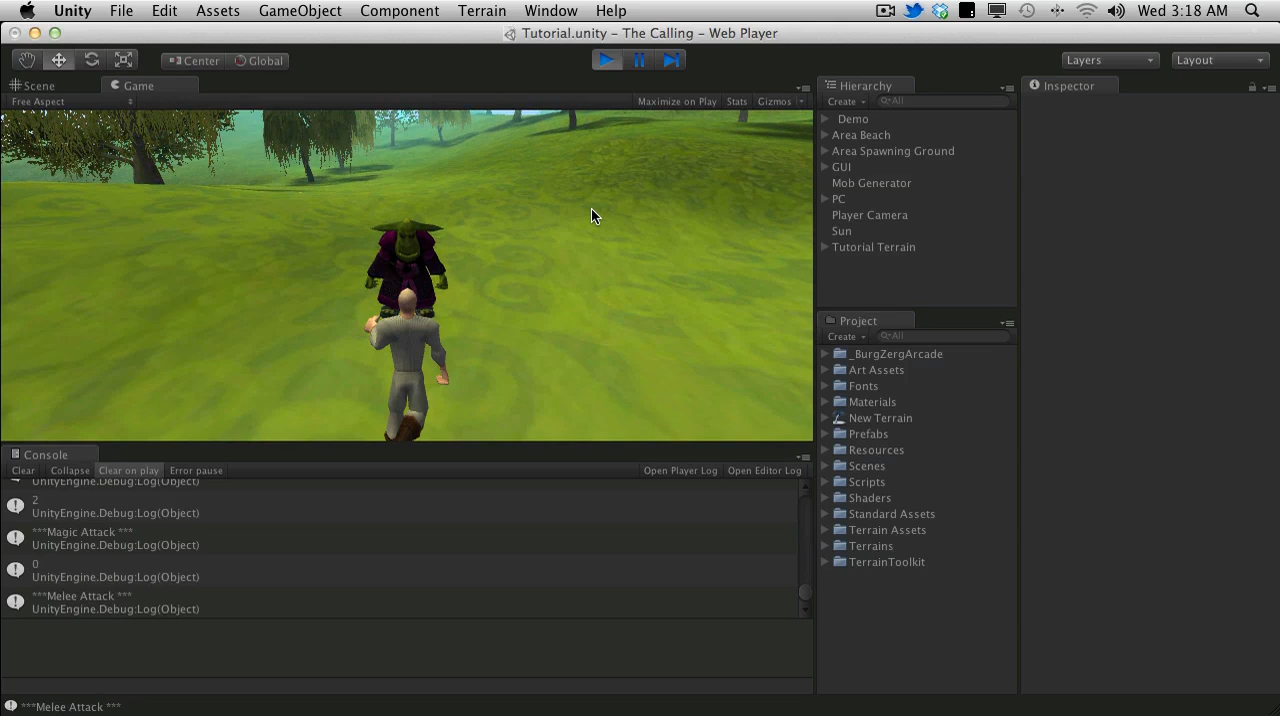 Unity File Edit Assets GameObject Component Terrain Window Help Wed 3:18 AM
Tutorial.unity – The Calling – Web Player
Center Global Layers Layout
Scene Game
Free Aspect Maximize on Play Stats Gizmos
Hierarchy
Create All
Demo
Area Beach
Area Spawning Ground
GUI
Mob Generator
PC
Player Camera
Sun
Tutorial Terrain
Project
Create All
_BurgZergArcade
Art Assets
Fonts
Materials
New Terrain
Prefabs
Resources
Scenes
Scripts
Shaders
Standard Assets
Terrain Assets
Terrains
TerrainToolkit
Inspector
Console
Clear Collapse Clear on play Error pause Open Player Log Open Editor Log
UnityEngine.Debug:Log(Object)
2
UnityEngine.Debug:Log(Object)
***Magic Attack ***
UnityEngine.Debug:Log(Object)
0
UnityEngine.Debug:Log(Object)
***Melee Attack ***
UnityEngine.Debug:Log(Object)
***Melee Attack ***